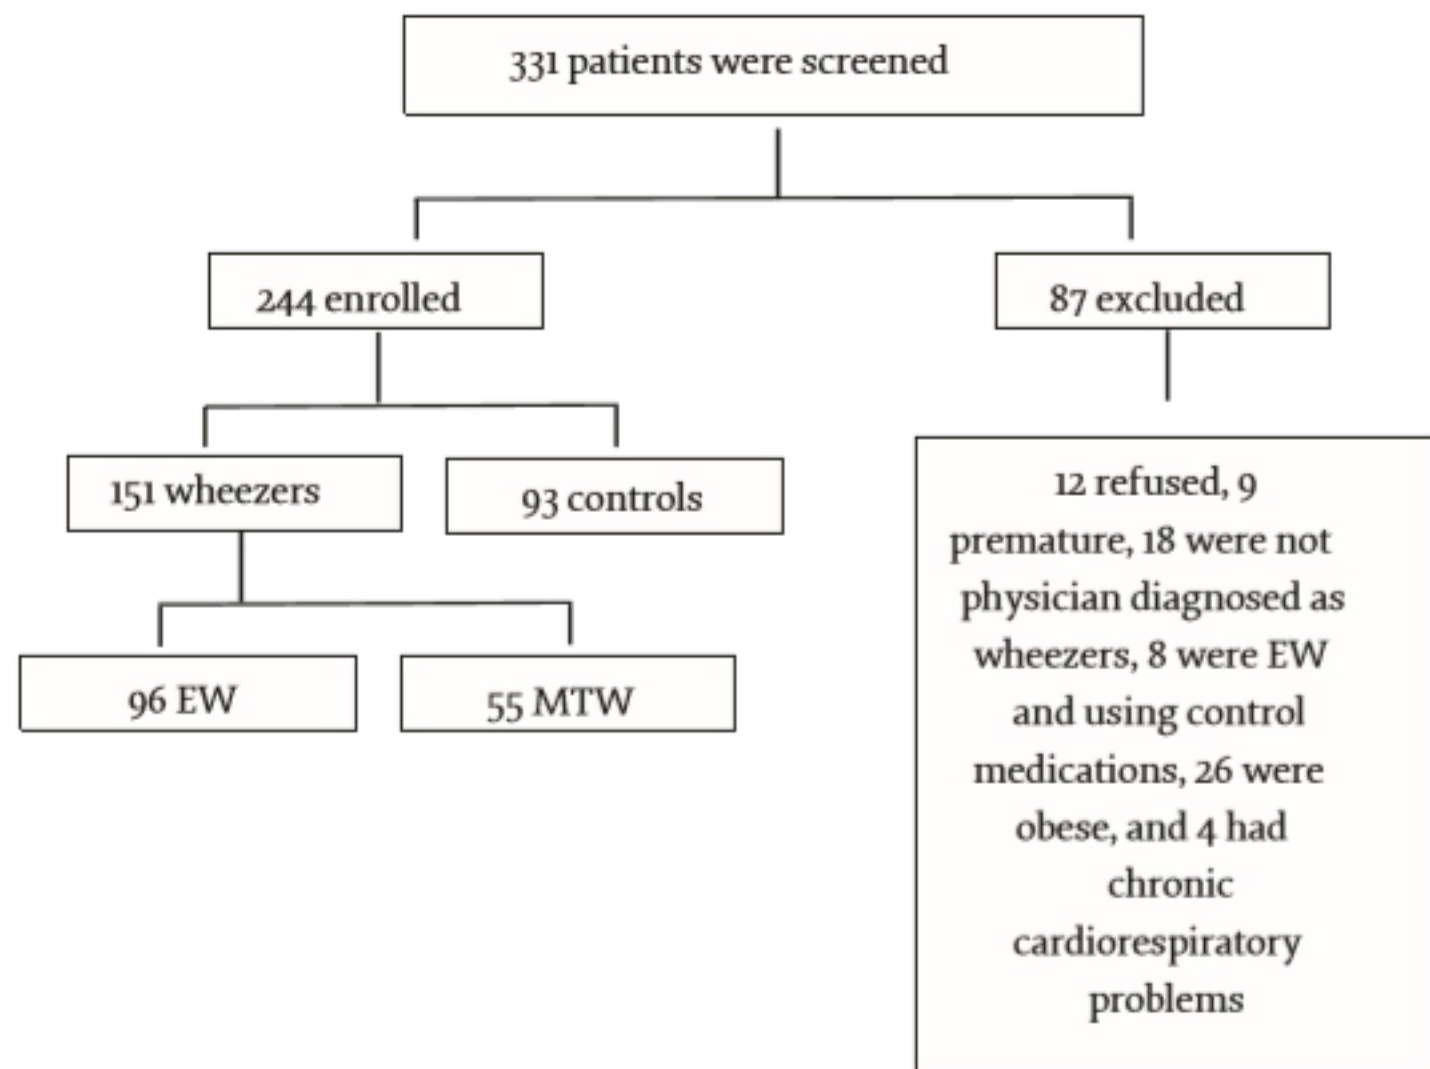 331 patients were screened
244 enrolled
87 excluded
151 wheezers
93 controls
96 EW
55 MTW
12 refused, 9
premature, 18 were not
physician diagnosed as
wheezers, 8 were EW
and using control
medications, 26 were
obese, and 4 had
chronic
cardiorespiratory
problems